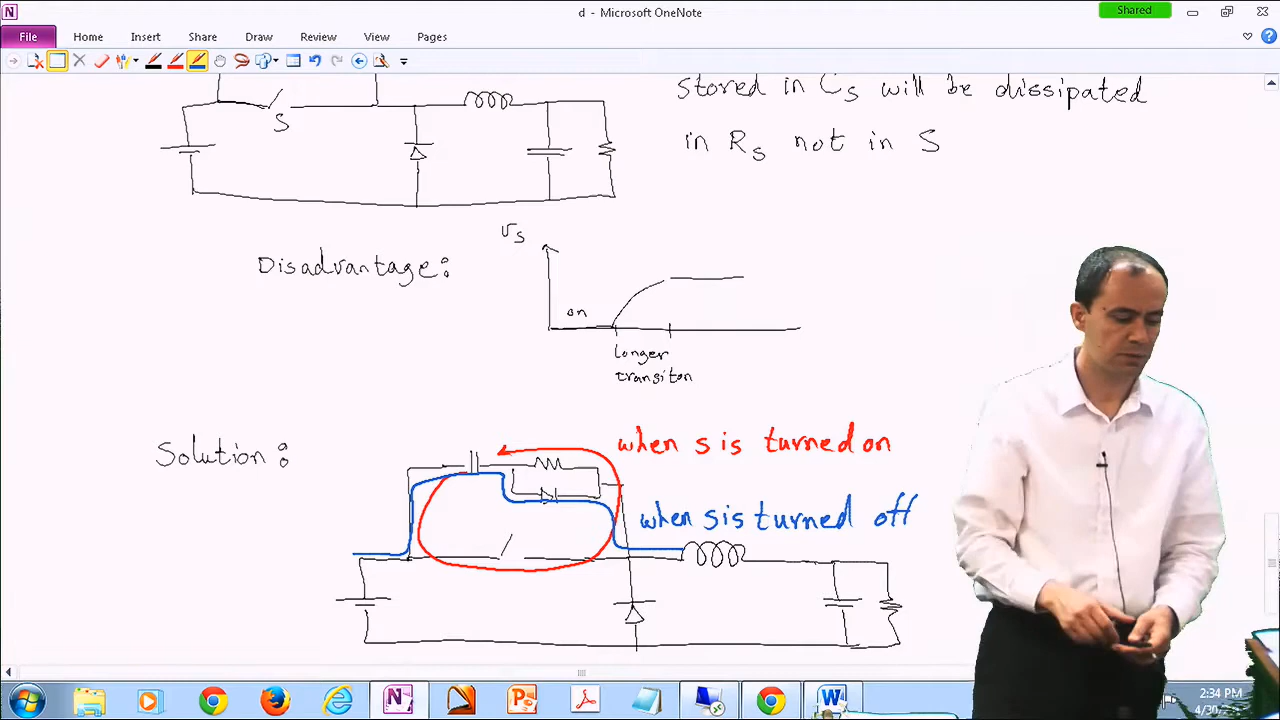 d - Microsoft OneNote
Shared
File Home Insert Share Draw Review View Pages
stored in Cs will be dissipated
S
in Rs not in S
vs
Disadvantage:
on
longer
transiton
Solution:
when s is turned on
when s is turned off
2:34 PM
4/30